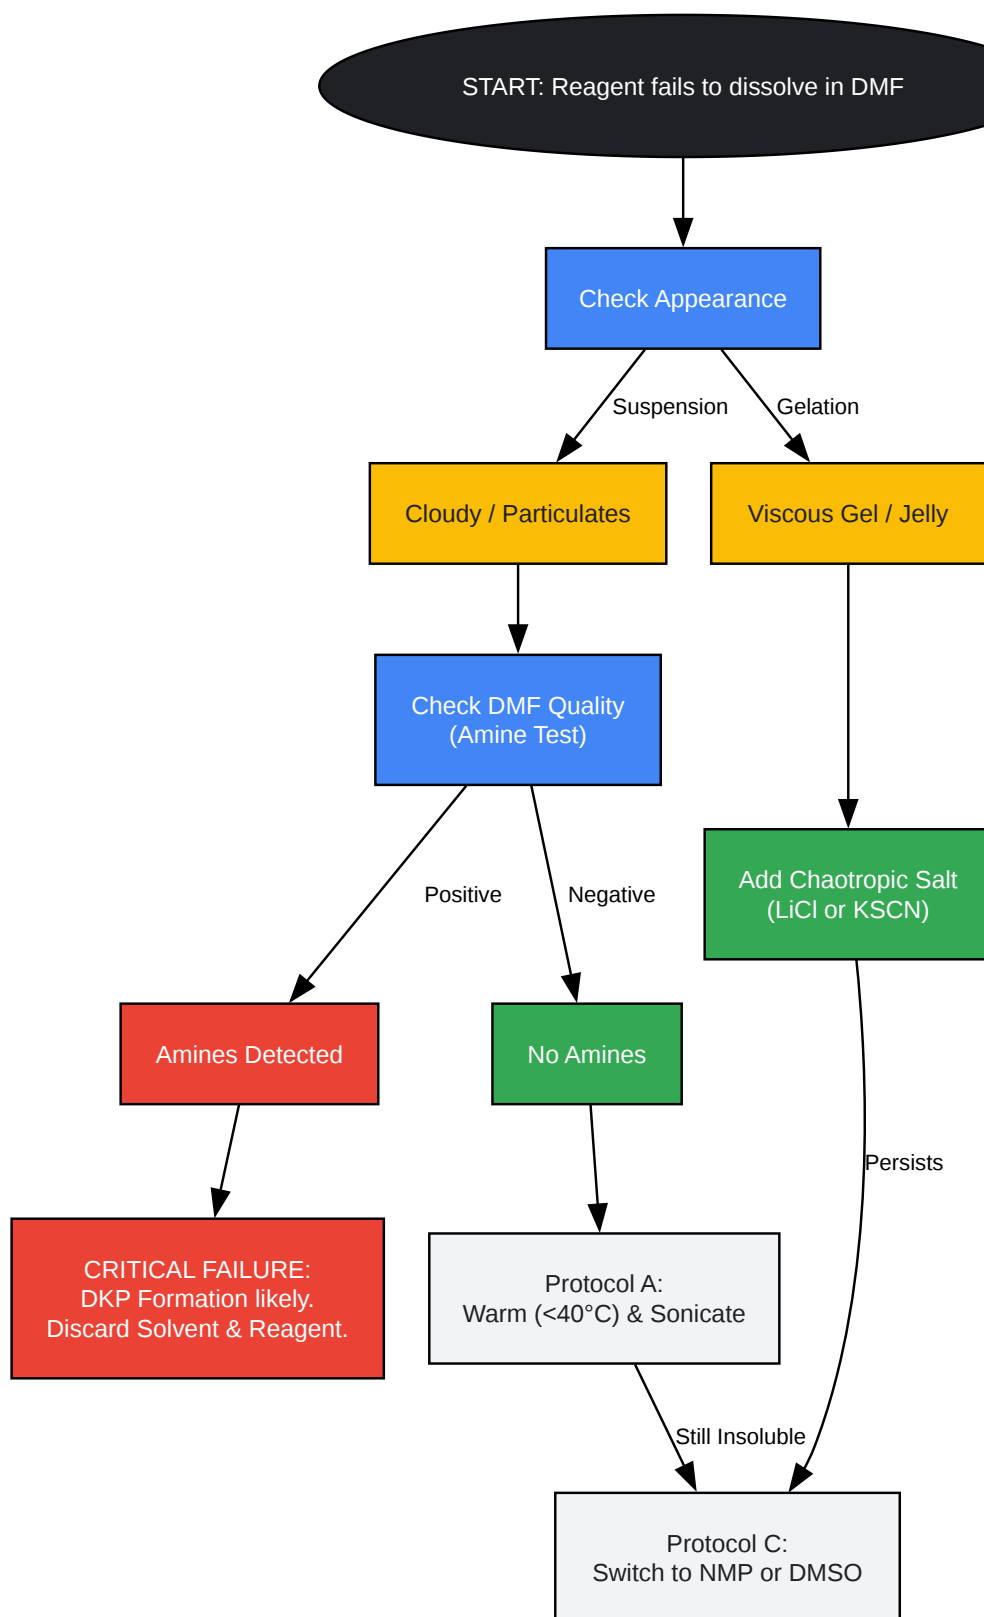 START: Reagent fails to dissolve in DMF
Check Appearance
Suspension
Gelation
Cloudy / Particulates
Viscous Gel / Jelly
Check DMF Quality
(Amine Test)
Positive
Negative
Add Chaotropic Salt
(LiCl or KSCN)
Amines Detected
No Amines
Persists
CRITICAL FAILURE:
DKP Formation likely.
Discard Solvent & Reagent.
Protocol A:
Warm (<40°C) & Sonicate
Still Insoluble
Protocol C:
Switch to NMP or DMSO